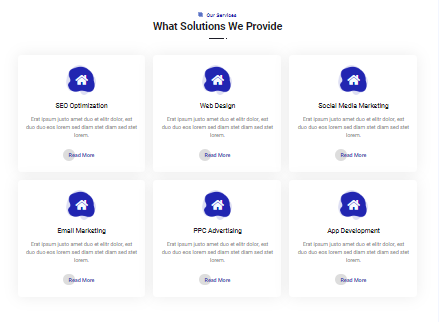 Our Services
What Solutions We Provide
SEO Optimization
Erat ipsum justo amet duo et elitr dolor, est
duo duo eos lorem sed diam stet diam sed stet
lorem.
Read More
Web Design
Erat ipsum justo amet duo et elitr dolor, est
duo duo eos lorem sed diam stet diam sed stet
lorem.
Read More
Social Media Marketing
Erat ipsum justo amet duo et elitr dolor, est
duo duo eos lorem sed diam stet diam sed stet
lorem.
Read More
Email Marketing
Erat ipsum justo amet duo et elitr dolor, est
duo duo eos lorem sed diam stet diam sed stet
lorem.
Read More
PPC Advertising
Erat ipsum justo amet duo et elitr dolor, est
duo duo eos lorem sed diam stet diam sed stet
lorem.
Read More
App Development
Erat ipsum justo amet duo et elitr dolor, est
duo duo eos lorem sed diam stet diam sed stet
lorem.
Read More